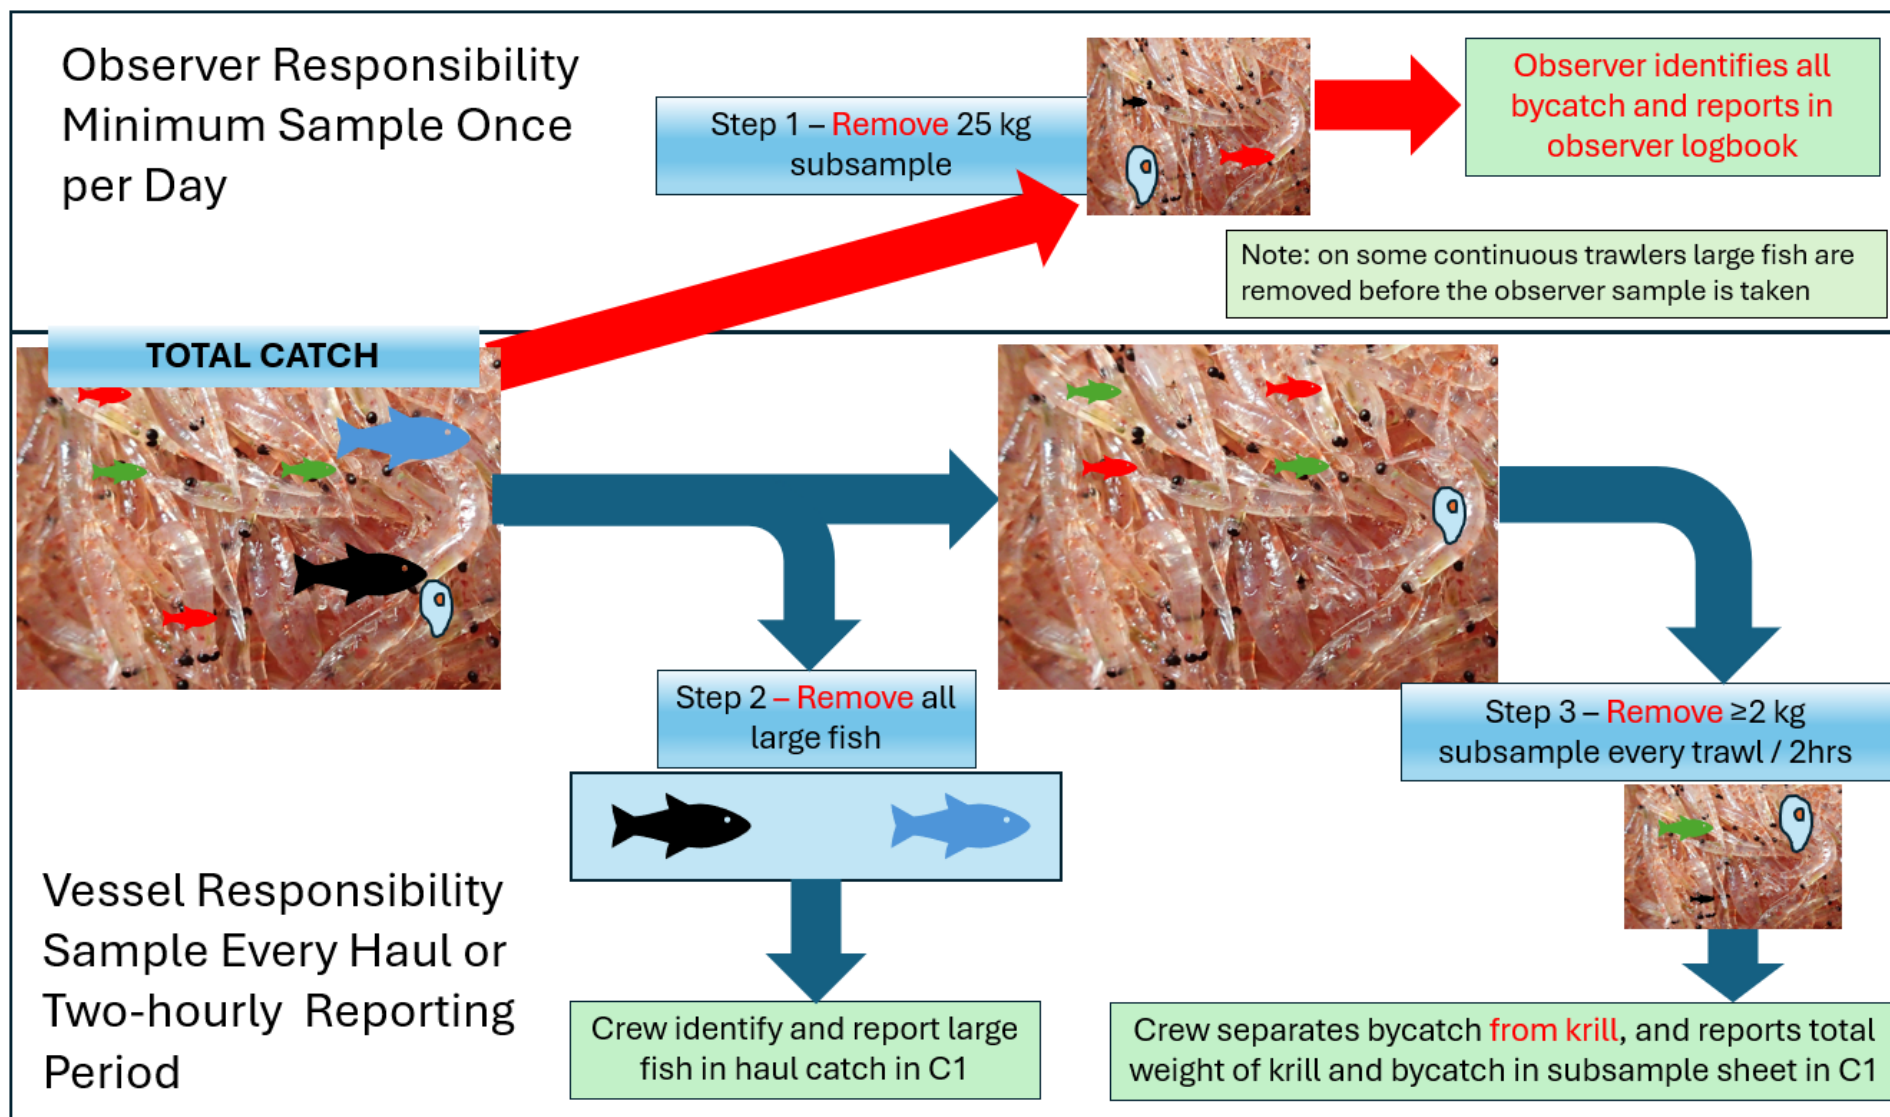 Observer Responsibility
Minimum Sample Once
per Day
Step 1 – Remove 25 kg
subsample
Observer identifies all
bycatch and reports in
observer logbook
Note: on some continuous trawlers large fish are
removed before the observer sample is taken
TOTAL CATCH
Step 2 – Remove all
large fish
Step 3 – Remove ≥2 kg
subsample every trawl / 2hrs
Vessel Responsibility
Sample Every Haul or
Two-hourly Reporting
Period
Crew identify and report large
fish in haul catch in C1
Crew separates bycatch from krill, and reports total
weight of krill and bycatch in subsample sheet in C1